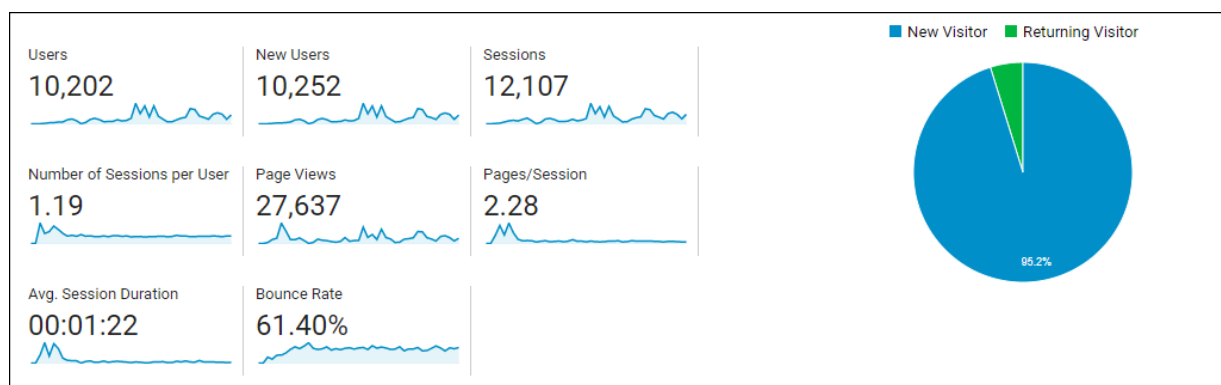 New Visitor Returning Visitor
Users New Users Sessions
10,202 10,252 12,107
Number of Sessions per User Page Views Pages/Session
1.19 27,637 2.28
95.2%
Avg. Session Duration Bounce Rate
00:01:22 61.40%